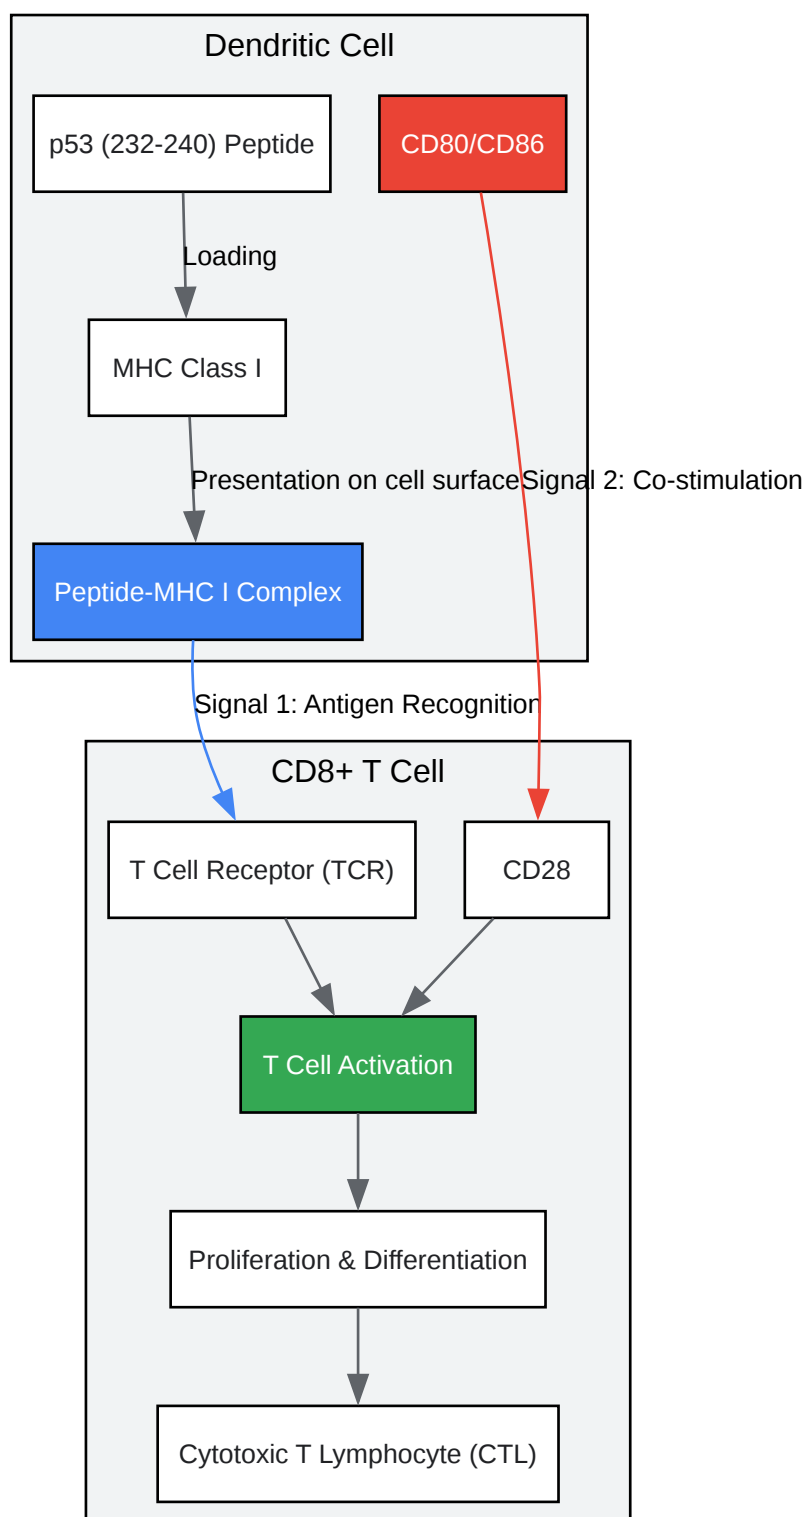 Dendritic Cell
p53 (232-240) Peptide
CD80/CD86
Loading
MHC Class I
Presentation on cell surface
Signal 2: Co-stimulation
Peptide-MHC I Complex
Signal 1: Antigen Recognition
CD8+ T Cell
T Cell Receptor (TCR)
CD28
T Cell Activation
Proliferation & Differentiation
Cytotoxic T Lymphocyte (CTL)